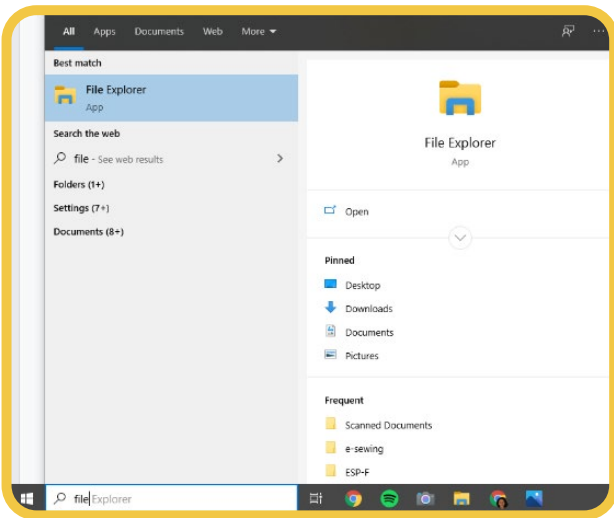 All Apps Documents Web More
Best match
File Explorer
App
Search the web
file - See web results
Folders (1+)
Settings (7+)
Documents (8+)
File Explorer
App
Open
Pinned
Desktop
Downloads
Documents
Pictures
Frequent
Scanned Documents
e-sewing
ESP-F
file Explorer